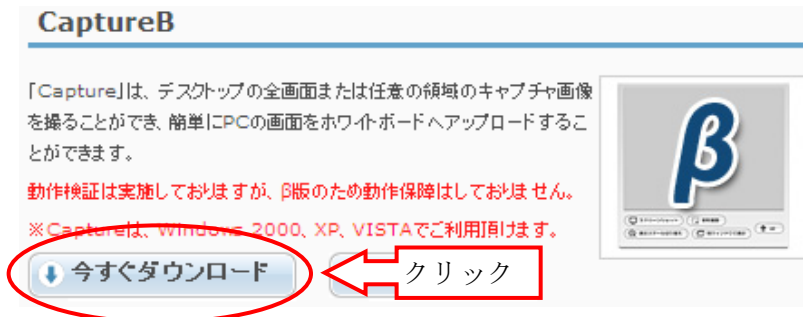 CaptureB
「Capture」は、デスクトップの全画面または任意の領域のキャプチャ画像
を撮ることができ、簡単にPCの画面をホワイトボードへアップロードするこ
とができます。
動作検証は実施しておりますが、β版のため動作保障はしておりません。
※Captureは、Windows 2000、XP、VISTAでご利用頂けます。
β
今すぐダウンロード
クリック